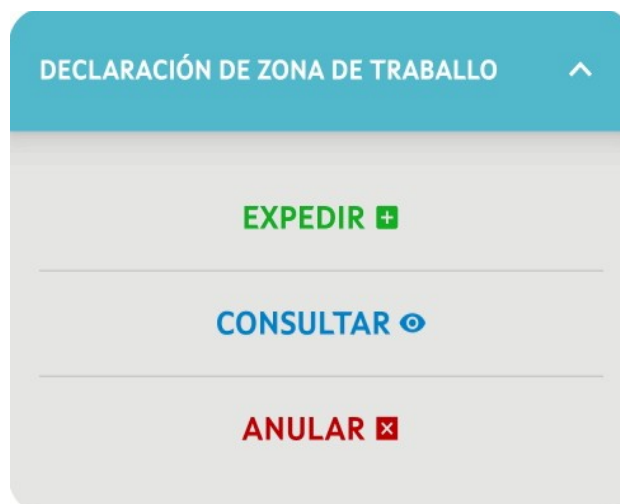 DECLARACIÓN DE ZONA DE TRABALLO
EXPEDIR
CONSULTAR
ANULAR